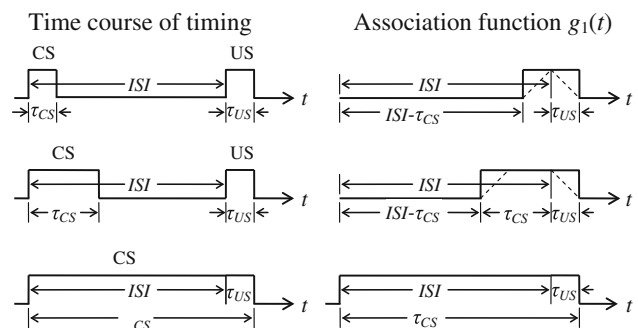 Time course of timing
Association function g₁(t)
CS
US
ISI
t
τCS
τUS
ISI
t
ISI-τCS
τUS
CS
US
ISI
t
τCS
τUS
ISI
t
ISI-τCS
τCS
τUS
CS
ISI
τUS
t
CS
ISI
τUS
t
τCS